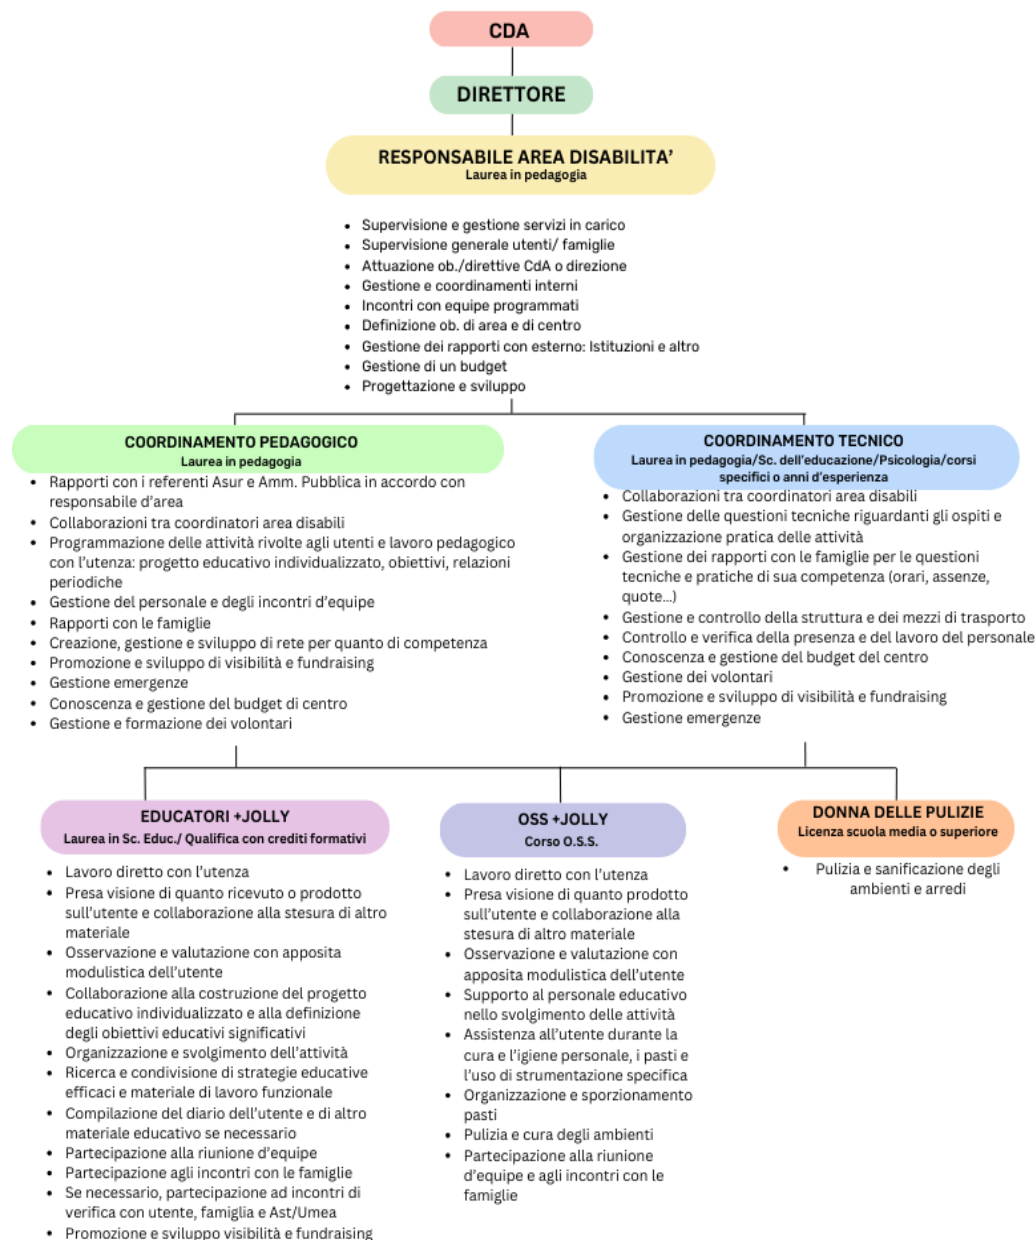 CDA
DIRETTORE
RESPONSABILE AREA DISABILITA'
Laurea in pedagogia
• Supervisione e gestione servizi in carico
• Supervisione generale utenti/ famiglie
• Attuazione ob./direttive CdA o direzione
• Gestione e coordinamenti interni
• Incontri con equipe programmati
• Definizione ob. di area e di centro
• Gestione dei rapporti con esterno: Istituzioni e altro
• Gestione di un budget
• Progettazione e sviluppo
COORDINAMENTO PEDAGOGICO
Laurea in pedagogia
• Rapporti con i referenti Asur e Amm. Pubblica in accordo con
responsabile d'area
• Collaborazioni tra coordinatori area disabili
• Programmazione delle attività rivolte agli utenti e lavoro pedagogico
con l'utenza: progetto educativo individualizzato, obiettivi, relazioni
periodiche
• Gestione del personale e degli incontri d'equipe
• Rapporti con le famiglie
• Creazione, gestione e sviluppo di rete per quanto di competenza
• Promozione e sviluppo di visibilità e fundraising
• Gestione emergenze
• Conoscenza e gestione del budget di centro
• Gestione e formazione dei volontari
COORDINAMENTO TECNICO
Laurea in pedagogia/Sc. dell'educazione/Psicologia/corsi
specifici o anni d'esperienza
• Collaborazioni tra coordinatori area disabili
• Gestione delle questioni tecniche riguardanti gli ospiti e
organizzazione pratica delle attività
• Gestione dei rapporti con le famiglie per le questioni
tecniche e pratiche di sua competenza (orari, assenze,
quote...)
• Gestione e controllo della struttura e dei mezzi di trasporto
• Controllo e verifica della presenza e del lavoro del personale
• Conoscenza e gestione del budget del centro
• Gestione dei volontari
• Promozione e sviluppo di visibilità e fundraising
• Gestione emergenze
EDUCATORI +JOLLY
Laurea in Sc. Educ./ Qualifica con crediti formativi
• Lavoro diretto con l'utenza
• Presa visione di quanto ricevuto o prodotto
sull'utente e collaborazione alla stesura di altro
materiale
• Osservazione e valutazione con apposita
modulistica dell'utente
• Collaborazione alla costruzione del progetto
educativo individualizzato e alla definizione
degli obiettivi educativi significativi
• Organizzazione e svolgimento dell'attività
• Ricerca e condivisione di strategie educative
efficaci e materiale di lavoro funzionale
• Compilazione del diario dell'utente e di altro
materiale educativo se necessario
• Partecipazione alla riunione d'equipe
• Partecipazione agli incontri con le famiglie
• Se necessario, partecipazione ad incontri di
verifica con utente, famiglia e Ast/Umea
• Promozione e sviluppo visibilità e fundraising
OSS +JOLLY
Corso O.S.S.
• Lavoro diretto con l'utenza
• Presa visione di quanto prodotto
sull'utente e collaborazione alla
stesura di altro materiale
• Osservazione e valutazione con
apposita modulistica dell'utente
• Supporto al personale educativo
nello svolgimento delle attività
• Assistenza all'utente durante la
cura e l'igiene personale, i pasti e
l'uso di strumentazione specifica
• Organizzazione e sporzionamento
pasti
• Pulizia e cura degli ambienti
• Partecipazione alla riunione
d'equipe e agli incontri con le
famiglie
DONNA DELLE PULIZIE
Licenza scuola media o superiore
• Pulizia e sanificazione degli
ambienti e arredi